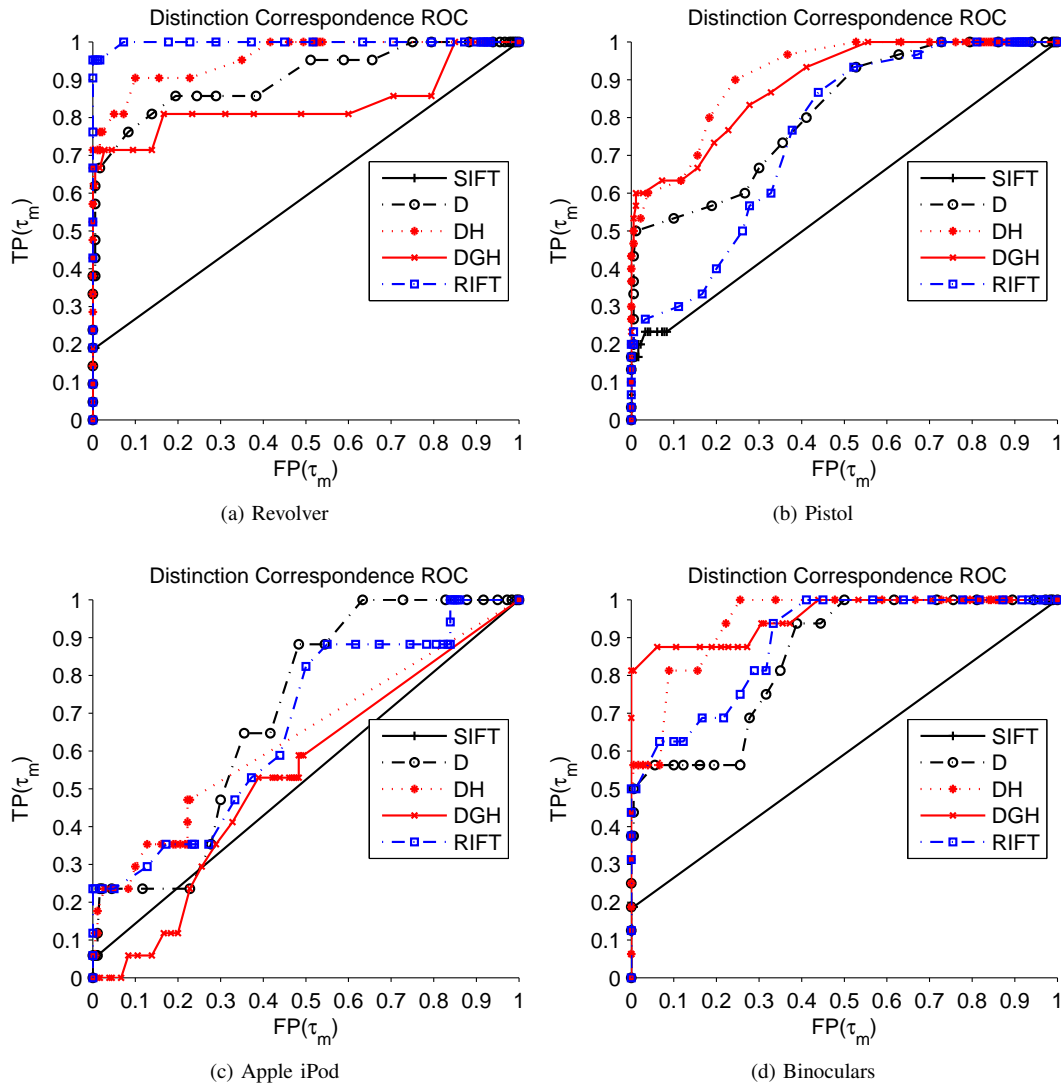 Distinction Correspondence ROC
1
0.9
0.8
0.7
0.6
0.5
0.4
0.3
0.2
0.1
0
TP(τm)
SIFT
D
DH
DGH
RIFT
0 0.1 0.2 0.3 0.4 0.5 0.6 0.7 0.8 0.9 1
FP(τm)
(a) Revolver
Distinction Correspondence ROC
1
0.9
0.8
0.7
0.6
0.5
0.4
0.3
0.2
0.1
0
TP(τm)
SIFT
D
DH
DGH
RIFT
0 0.1 0.2 0.3 0.4 0.5 0.6 0.7 0.8 0.9 1
FP(τm)
(b) Pistol
Distinction Correspondence ROC
1
0.9
0.8
0.7
0.6
0.5
0.4
0.3
0.2
0.1
0
TP(τm)
SIFT
D
DH
DGH
RIFT
0 0.1 0.2 0.3 0.4 0.5 0.6 0.7 0.8 0.9 1
FP(τm)
(c) Apple iPod
Distinction Correspondence ROC
1
0.9
0.8
0.7
0.6
0.5
0.4
0.3
0.2
0.1
0
TP(τm)
SIFT
D
DH
DGH
RIFT
0 0.1 0.2 0.3 0.4 0.5 0.6 0.7 0.8 0.9 1
FP(τm)
(d) Binoculars